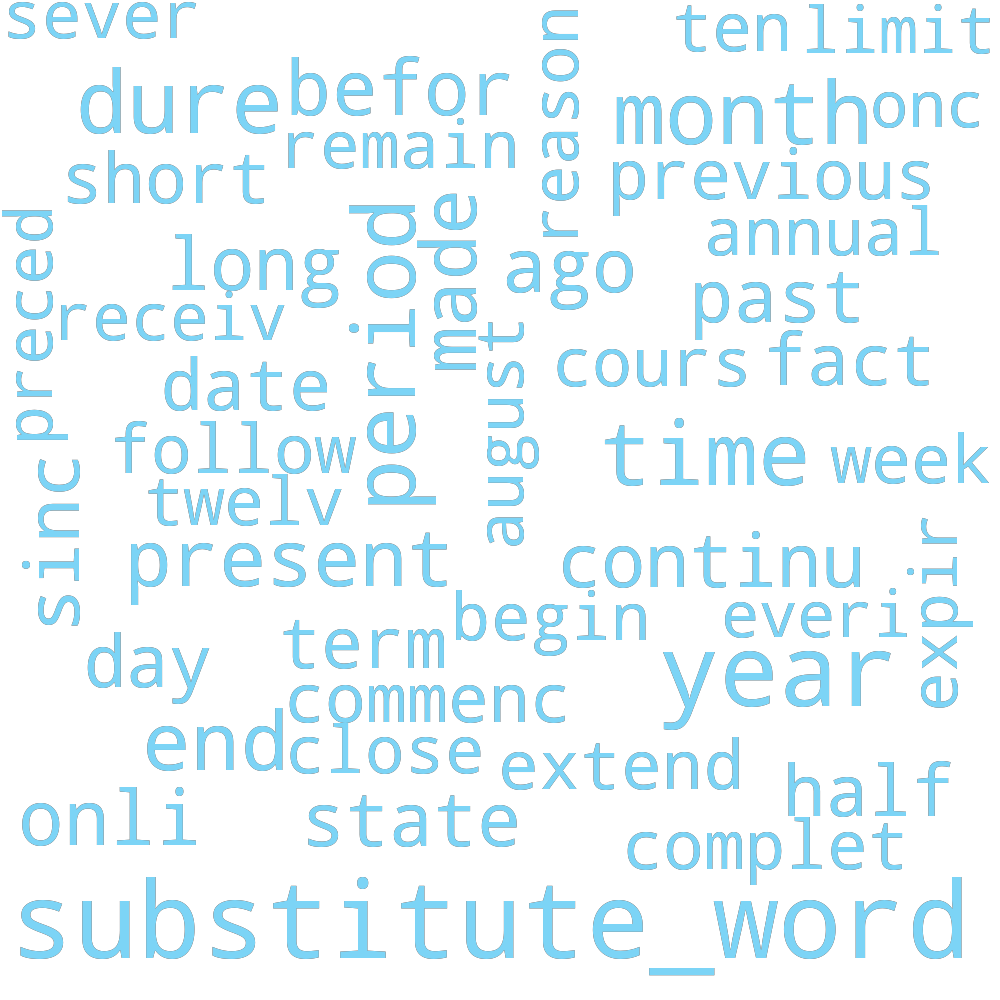 sever
ten
limit
reason
dure
befor
month
onc
remain
short
previous
preced
period
made
annual
long
ago
receiv
past
august
cours
fact
date
follow
time
week
sinc
twelv
present
continu
expir
begin
everi
term
day
year
commenc
end
close
extend
half
onli
state
complet
substitute_word